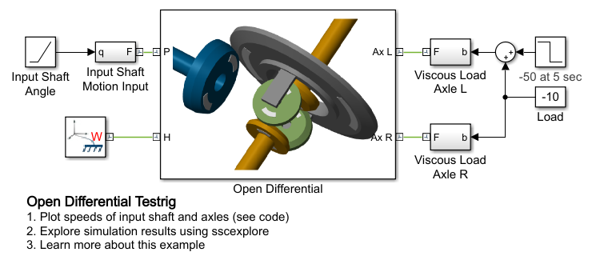 q F
P
Input Shaft
Angle
Input Shaft
Motion Input
W
H
Ax L
F b
Viscous Load
Axle L
-50 at 5 sec
-10
Load
Ax R
F b
Viscous Load
Axle R
Open Differential
Open Differential Testrig
1. Plot speeds of input shaft and axles (see code)
2. Explore simulation results using sscexplore
3. Learn more about this example